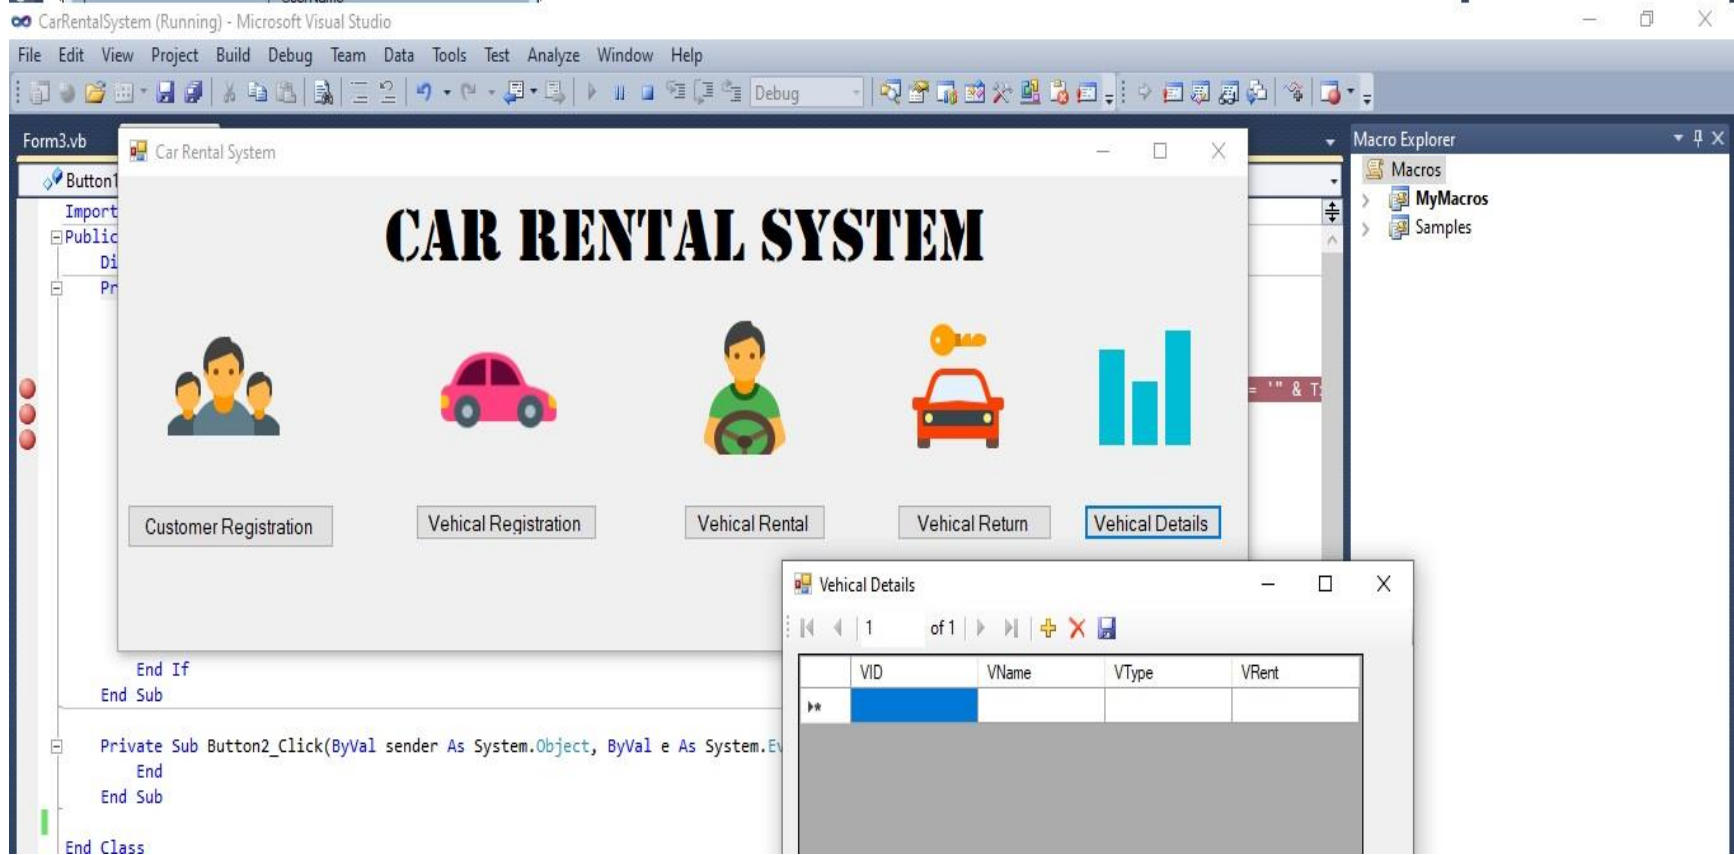 CarRentalSystem (Running) - Microsoft Visual Studio
File Edit View Project Build Debug Team Data Tools Test Analyze Window Help
Debug
Form3.vb
Car Rental System
Macro Explorer
Button1
Macros
Import
MyMacros
CAR RENTAL SYSTEM
Public
Samples
Di
Pr
= '" & T
Customer Registration
Vehical Registration
Vehical Rental
Vehical Return
Vehical Details
Vehical Details
1 of 1
End If
VID VName VType VRent
End Sub
Private Sub Button2_Click(ByVal sender As System.Object, ByVal e As System.Ev
End
End Sub
End Class